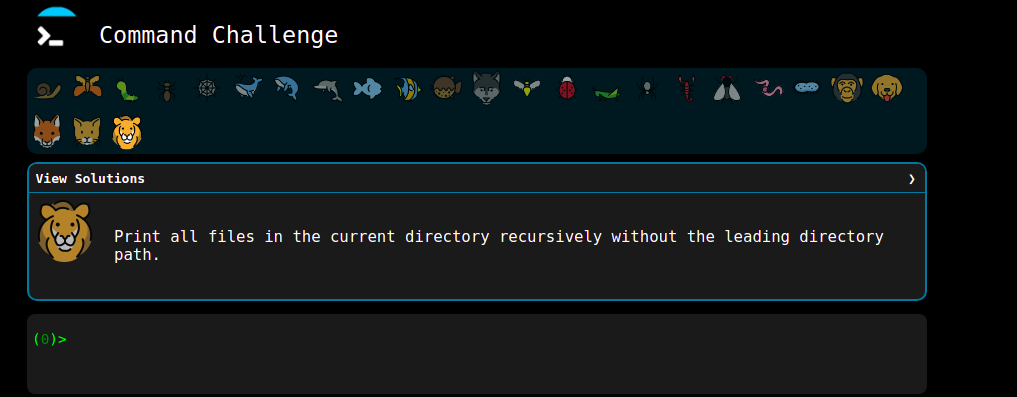 Command Challenge
View Solutions ❯
Print all files in the current directory recursively without the leading directory
path.
(0)>